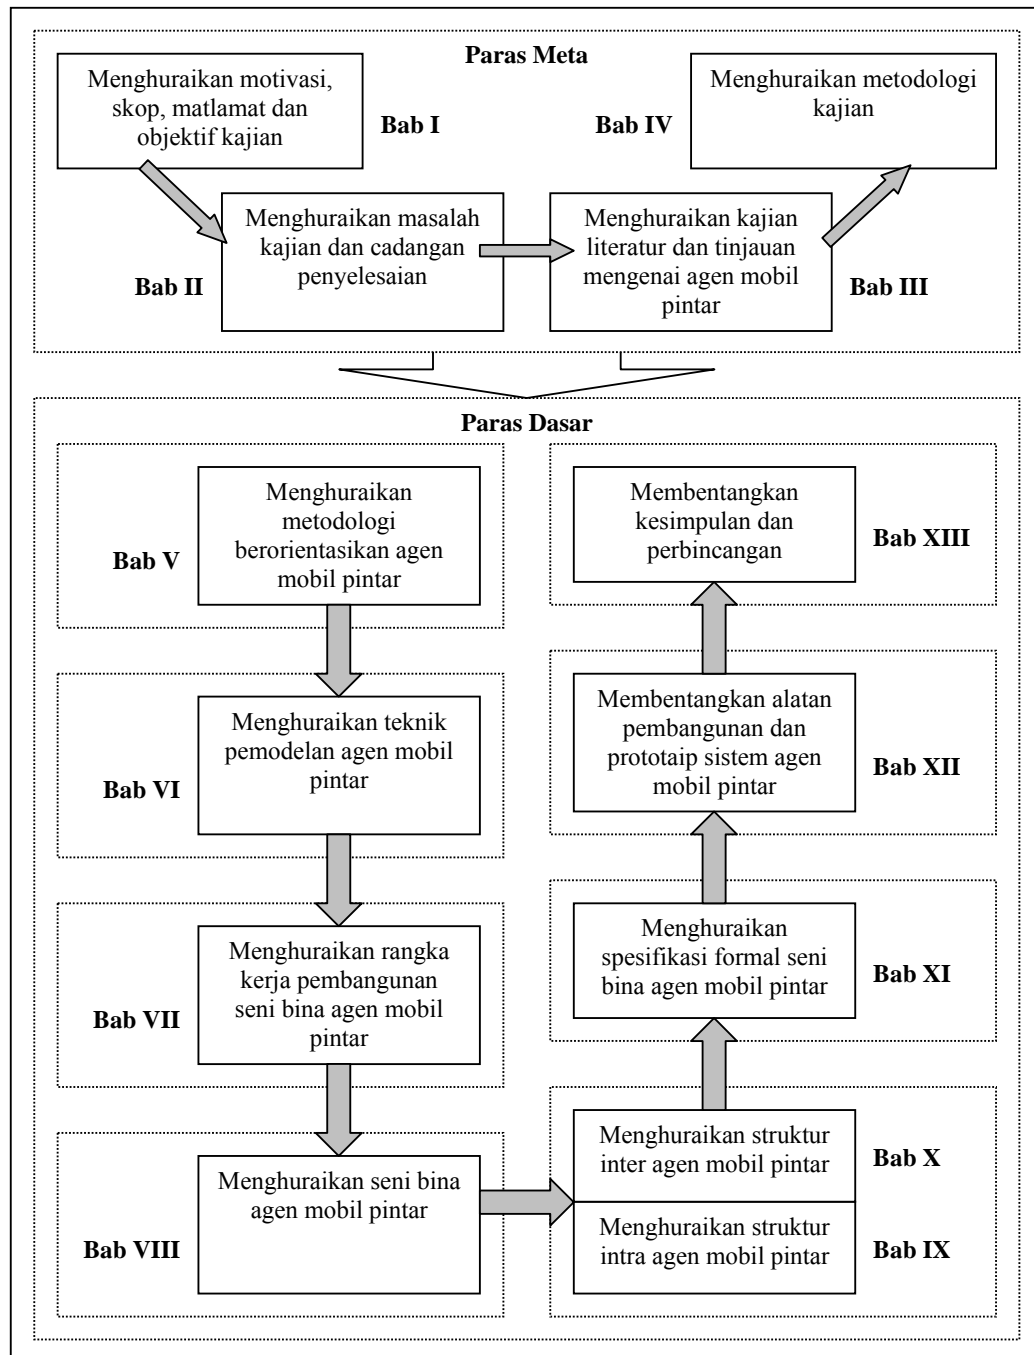 Paras Meta
Menghuraikan motivasi,
skop, matlamat dan
objektif kajian
Bab I
Bab II
Menghuraikan masalah
kajian dan cadangan
penyelesaian
Menghuraikan kajian
literatur dan tinjauan
mengenai agen mobil
pintar
Bab III
Bab IV
Menghuraikan metodologi
kajian
Paras Dasar
Bab V
Menghuraikan
metodologi
berorientasikan agen
mobil pintar
Bab VI
Menghuraikan teknik
pemodelan agen mobil
pintar
Bab VII
Menghuraikan rangka
kerja pembangunan
seni bina agen mobil
pintar
Bab VIII
Menghuraikan seni bina
agen mobil pintar
Menghuraikan struktur
intra agen mobil pintar
Bab IX
Menghuraikan struktur
inter agen mobil pintar
Bab X
Menghuraikan
spesifikasi formal seni
bina agen mobil pintar
Bab XI
Membentangkan alatan
pembangunan dan
prototaip sistem agen
mobil pintar
Bab XII
Membentangkan
kesimpulan dan
perbincangan
Bab XIII